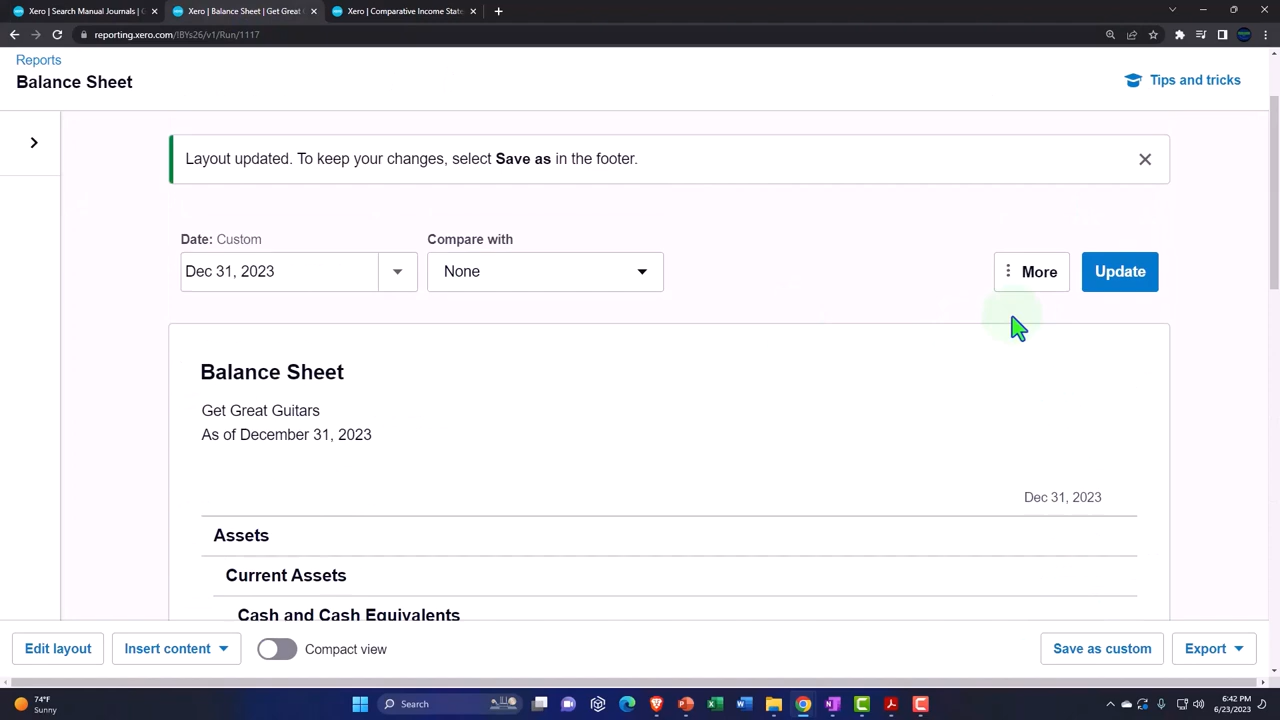 Xero | Search Manual Journals | G
Xero | Balance Sheet | Get Great G
Xero | Comparative Income State
reporting.xero.com/!BYs26/v1/Run/1117
Reports
Balance Sheet
Tips and tricks
Layout updated. To keep your changes, select Save as in the footer.
Date: Custom
Compare with
Dec 31, 2023
None
More
Update
Balance Sheet
Get Great Guitars
As of December 31, 2023
Dec 31, 2023
Assets
Current Assets
Cash and Cash Equivalents
Edit layout
Insert content
Compact view
Save as custom
Export
74°F
Sunny
Search
6:42 PM
6/23/2023